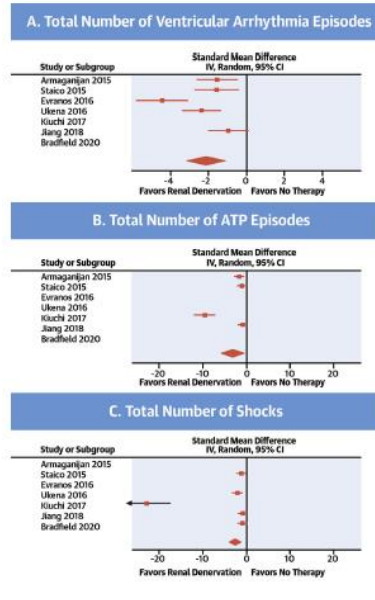 A. Total Number of Ventricular Arrhythmia Episodes
Standard Mean Difference
Study or Subgroup IV, Random, 95% CI
Armaganijan 2015
Staico 2015
Evranos 2016
Ukena 2016
Kiuchi 2017
Jiang 2018
Bradfield 2020
-4 -2 0 2 4
Favors Renal Denervation Favors No Therapy
B. Total Number of ATP Episodes
Standard Mean Difference
Study or Subgroup IV, Random, 95% CI
Armaganijan 2015
Staico 2015
Evranos 2016
Ukena 2016
Kiuchi 2017
Jiang 2018
Bradfield 2020
-20 -10 0 10 20
Favors Renal Denervation Favors No Therapy
C. Total Number of Shocks
Standard Mean Difference
Study or Subgroup IV, Random, 95% CI
Armaganijan 2015
Staico 2015
Evranos 2016
Ukena 2016
Kiuchi 2017
Jiang 2018
Bradfield 2020
-20 -10 0 10 20
Favors Renal Denervation Favors No Therapy